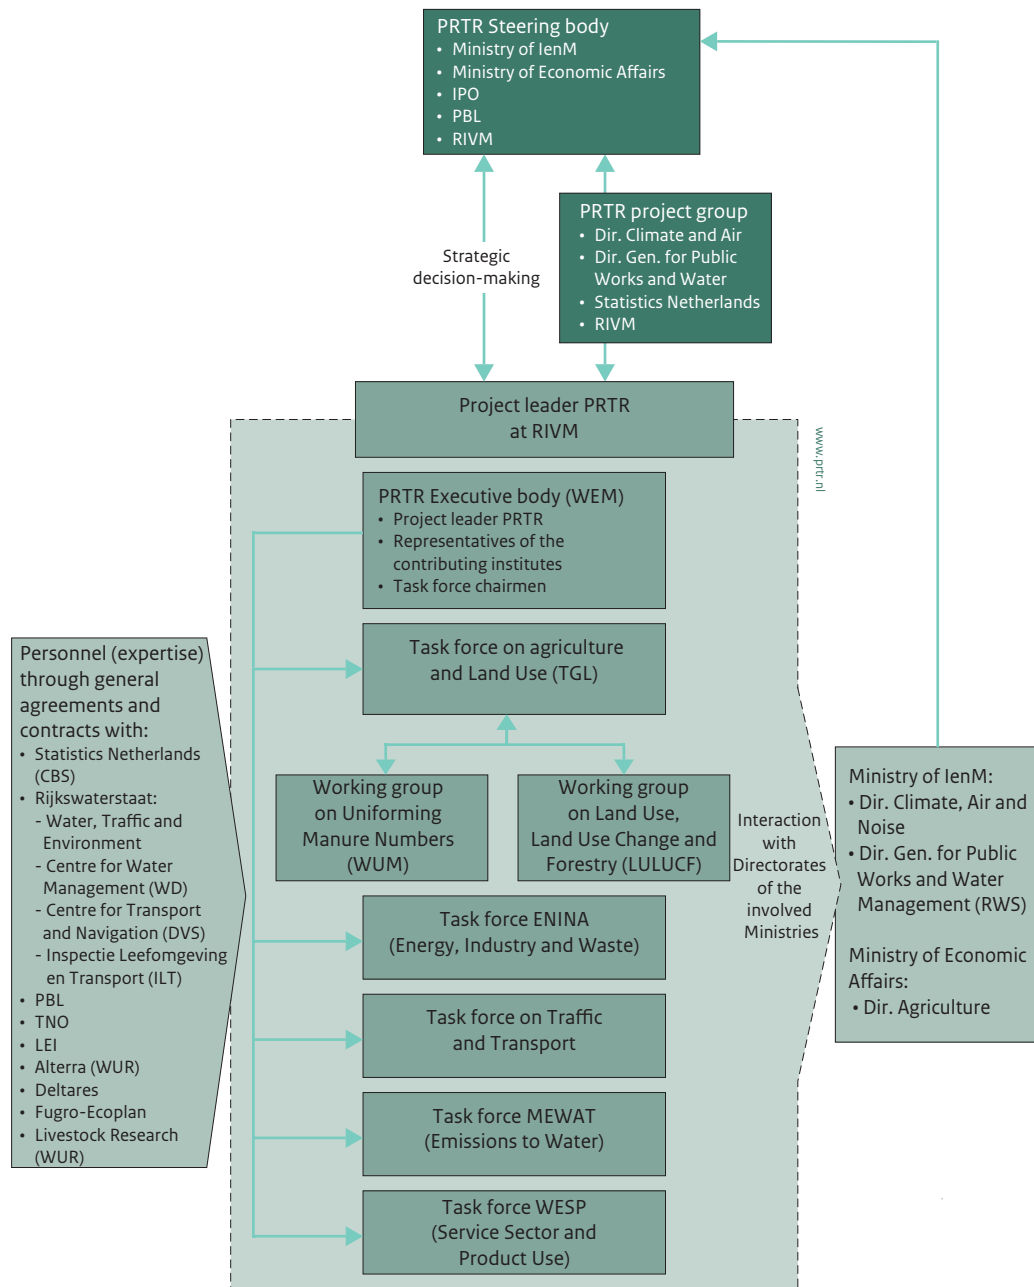 PRTR Steering body
• Ministry of IenM
• Ministry of Economic Affairs
• IPO
• PBL
• RIVM
PRTR project group
• Dir. Climate and Air
• Dir. Gen. for Public
Works and Water
• Statistics Netherlands
• RIVM
Strategic
decision-making
Project leader PRTR
at RIVM
www.prtr.nl
PRTR Executive body (WEM)
• Project leader PRTR
• Representatives of the
contributing institutes
• Task force chairmen
Task force on agriculture
and Land Use (TGL)
Working group
on Uniforming
Manure Numbers
(WUM)
Working group
on Land Use,
Land Use Change and
Forestry (LULUCF)
Task force ENINA
(Energy, Industry and Waste)
Task force on Traffic
and Transport
Task force MEWAT
(Emissions to Water)
Task force WESP
(Service Sector and
Product Use)
Personnel (expertise)
through general
agreements and
contracts with:
• Statistics Netherlands
(CBS)
• Rijkswaterstaat:
- Water, Traffic and
Environment
- Centre for Water
Management (WD)
- Centre for Transport
and Navigation (DVS)
- Inspectie Leefomgeving
en Transport (ILT)
• PBL
• TNO
• LEI
• Alterra (WUR)
• Deltares
• Fugro-Ecoplan
• Livestock Research
(WUR)
Interaction
with
Directorates
of the
involved
Ministries
Ministry of IenM:
• Dir. Climate, Air and
Noise
• Dir. Gen. for Public
Works and Water
Management (RWS)
Ministry of Economic
Affairs:
• Dir. Agriculture